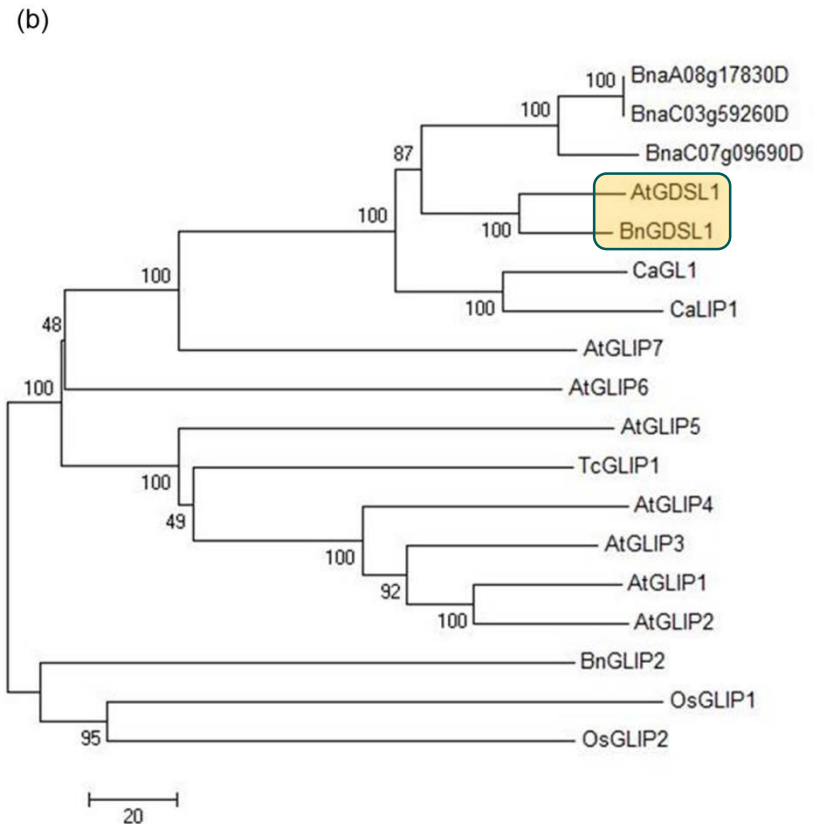 (b)
100
BnaA08g17830D
100
BnaC03g59260D
87
BnaC07g09690D
AtGDSL1
100
100
BnGDSL1
100
CaGL1
100
CaLIP1
48
AtGLIP7
100
AtGLIP6
AtGLIP5
100
TcGLIP1
49
AtGLIP4
100
AtGLIP3
92
AtGLIP1
100
AtGLIP2
BnGLIP2
OsGLIP1
95
OsGLIP2
20